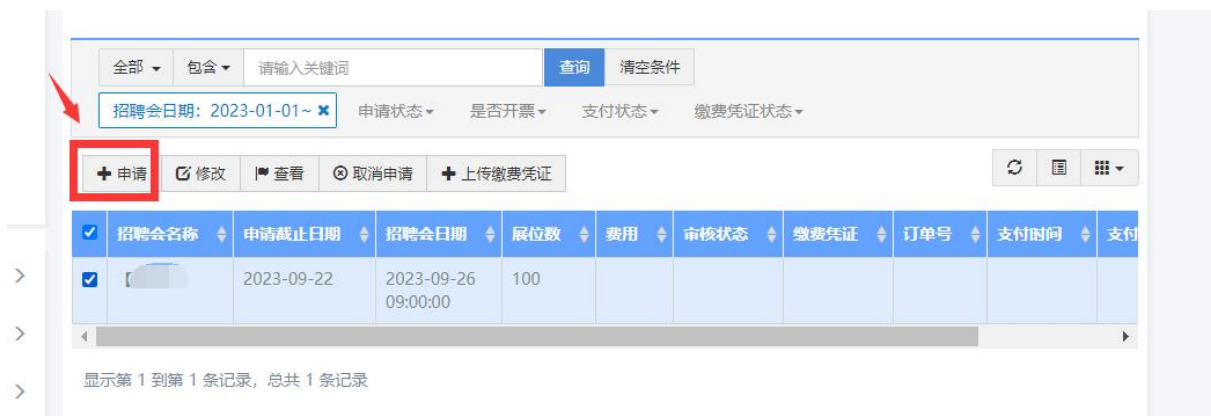 全部 包含 请输入关键词 查询 清空条件
招聘会日期：2023-01-01~ 申请状态 是否开票 支付状态 缴费凭证状态
申请 修改 查看 取消申请 上传缴费凭证
招聘会名称 申请截止日期 招聘会日期 展位数 费用 审核状态 缴费凭证 订单号 支付时间 支付
2023-09-22 2023-09-26 100
09:00:00
显示第 1 到第 1 条记录，总共 1 条记录